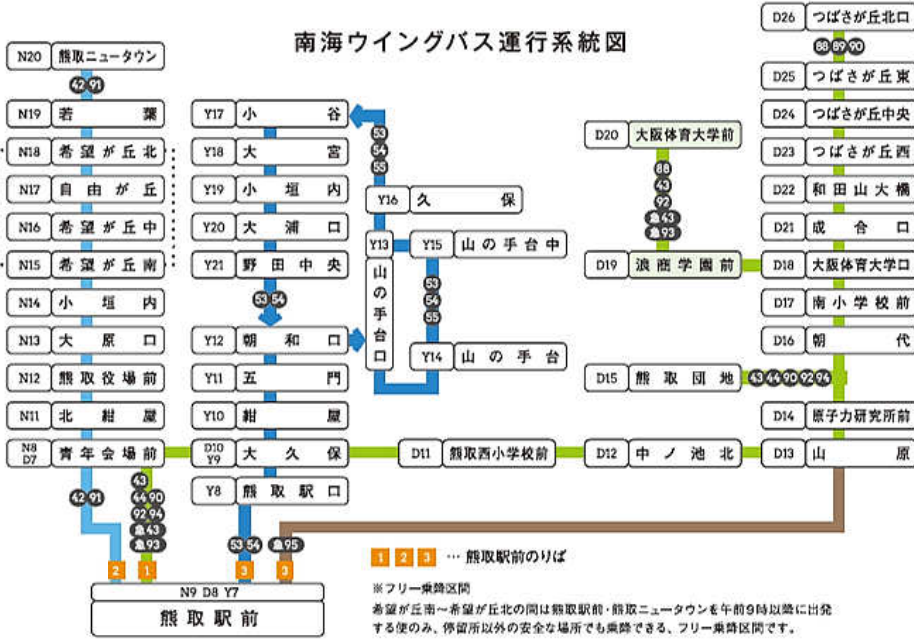 南海ウイングバス運行系統図
N20 熊取ニュータウン
42 91
N19 若葉
N18 希望が丘北
N17 自由が丘
N16 希望が丘中
N15 希望が丘南
N14 小垣内
N13 大原口
N12 熊取役場前
N11 北紺屋
N8 D7 青年会場前
42 91
43
44 90
92 94
急43
急93
Y17 小谷
Y18 大宮
Y19 小垣内
Y20 大浦口
Y21 野田中央
53 54
Y12 朝和口
Y11 五門
Y10 紺屋
D10 Y9 大久保
Y8 熊取駅口
53 54
急95
53
54
55
Y16 久保
Y13 山の手台口
Y15 山の手台中
53
54
55
Y14 山の手台
D11 熊取西小学校前
D12 中ノ池北
D13 山原
D20 大阪体育大学前
88
43
92
急43
急93
D19 浪商学園前
D15 熊取団地
43 44 90 92 94
D26 つばさが丘北口
88 89 90
D25 つばさが丘東
D24 つばさが丘中央
D23 つばさが丘西
D22 和田山大橋
D21 成合口
D18 大阪体育大学口
D17 南小学校前
D16 朝代
D14 原子力研究所前
2 1 3 3
N9 D8 Y7
熊取駅前
1 2 3 … 熊取駅前のりば
※フリー乗降区間
希望が丘南〜希望が丘北の間は熊取駅前・熊取ニュータウンを午前9時以降に出発
する便のみ、停留所以外の安全な場所でも乗降できる、フリー乗降区間です。